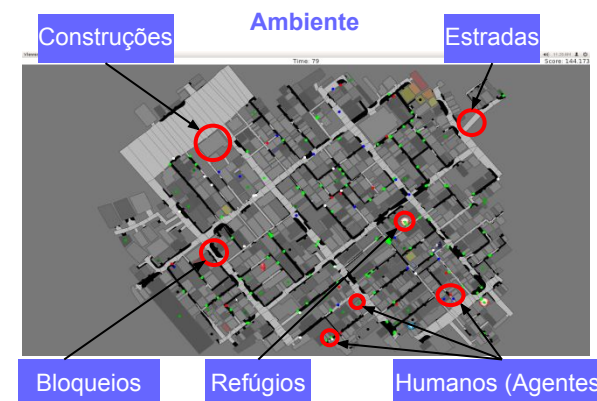 Ambiente
Construções
Estradas
Time: 79
Score: 144.173
Bloqueios
Refúgios
Humanos (Agentes